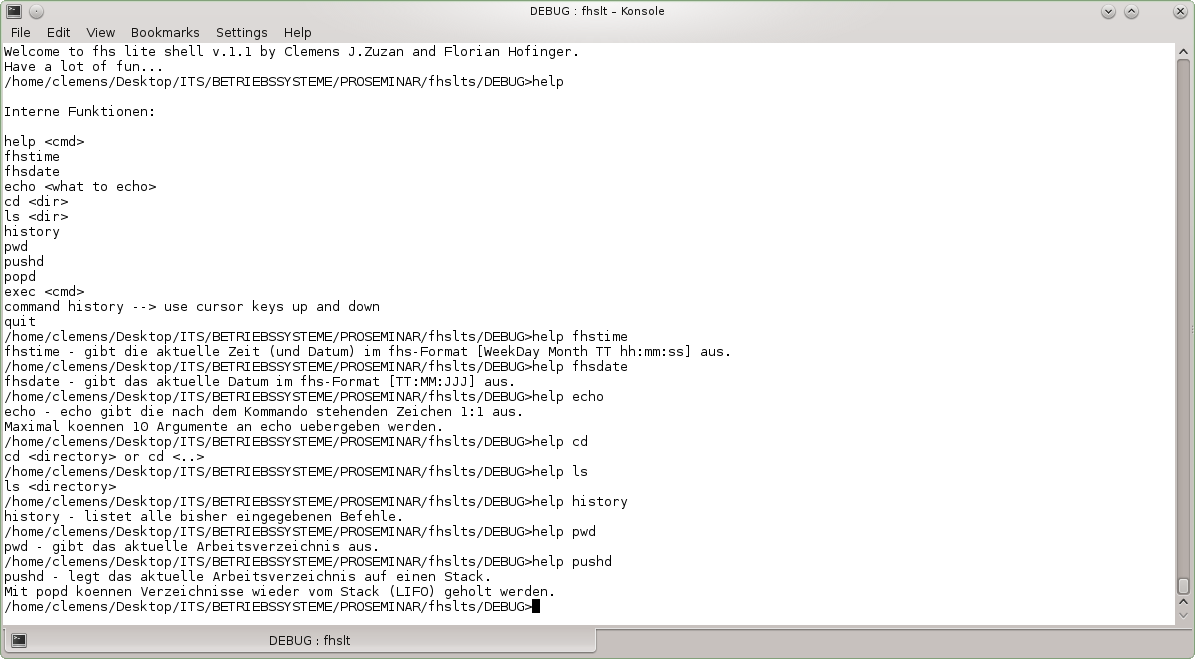 DEBUG : fhslt – Konsole
File Edit View Bookmarks Settings Help
Welcome to fhs lite shell v.1.1 by Clemens J.Zuzan and Florian Hofinger.
Have a lot of fun...
/home/clemens/Desktop/ITS/BETRIEBSSYSTEME/PROSEMINAR/fhslts/DEBUG>help
Interne Funktionen:
help <cmd>
fhstime
fhsdate
echo <what to echo>
cd <dir>
ls <dir>
history
pwd
pushd
popd
exec <cmd>
command history --> use cursor keys up and down
quit
/home/clemens/Desktop/ITS/BETRIEBSSYSTEME/PROSEMINAR/fhslts/DEBUG>help fhstime
fhstime - gibt die aktuelle Zeit (und Datum) im fhs-Format [WeekDay Month TT hh:mm:ss] aus.
/home/clemens/Desktop/ITS/BETRIEBSSYSTEME/PROSEMINAR/fhslts/DEBUG>help fhsdate
fhsdate - gibt das aktuelle Datum im fhs-Format [TT:MM:JJJ] aus.
/home/clemens/Desktop/ITS/BETRIEBSSYSTEME/PROSEMINAR/fhslts/DEBUG>help echo
echo - echo gibt die nach dem Kommando stehenden Zeichen 1:1 aus.
Maximal koennen 10 Argumente an echo uebergeben werden.
/home/clemens/Desktop/ITS/BETRIEBSSYSTEME/PROSEMINAR/fhslts/DEBUG>help cd
cd <directory> or cd <..>
/home/clemens/Desktop/ITS/BETRIEBSSYSTEME/PROSEMINAR/fhslts/DEBUG>help ls
ls <directory>
/home/clemens/Desktop/ITS/BETRIEBSSYSTEME/PROSEMINAR/fhslts/DEBUG>help history
history - listet alle bisher eingegebenen Befehle.
/home/clemens/Desktop/ITS/BETRIEBSSYSTEME/PROSEMINAR/fhslts/DEBUG>help pwd
pwd - gibt das aktuelle Arbeitsverzeichnis aus.
/home/clemens/Desktop/ITS/BETRIEBSSYSTEME/PROSEMINAR/fhslts/DEBUG>help pushd
pushd - legt das aktuelle Arbeitsverzeichnis auf einen Stack.
Mit popd koennen Verzeichnisse wieder vom Stack (LIFO) geholt werden.
/home/clemens/Desktop/ITS/BETRIEBSSYSTEME/PROSEMINAR/fhslts/DEBUG>
DEBUG : fhslt